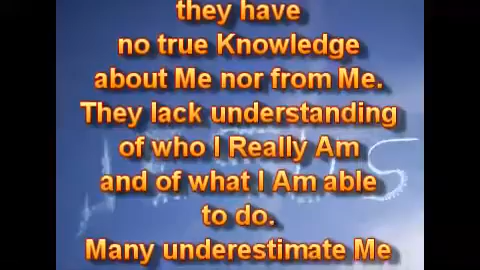 they have
no true Knowledge
about Me nor from Me.
They lack understanding
of who I Really Am
and of what I Am able
to do.
Many underestimate Me